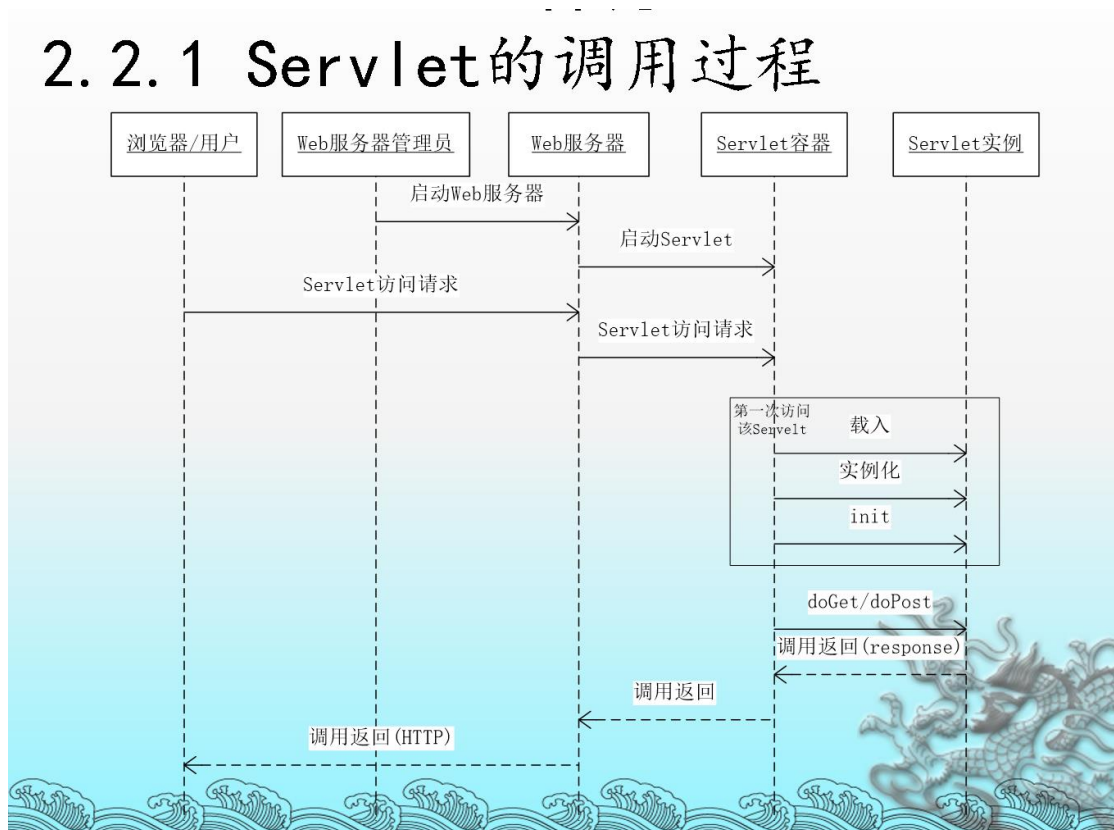 2.2.1 Servlet的调用过程
浏览器/用户
Web服务器管理员
Web服务器
Servlet容器
Servlet实例
启动Web服务器
启动Servlet
Servlet访问请求
Servlet访问请求
第一次访问
该Servelt
载入
实例化
init
doGet/doPost
调用返回(response)
调用返回
调用返回(HTTP)